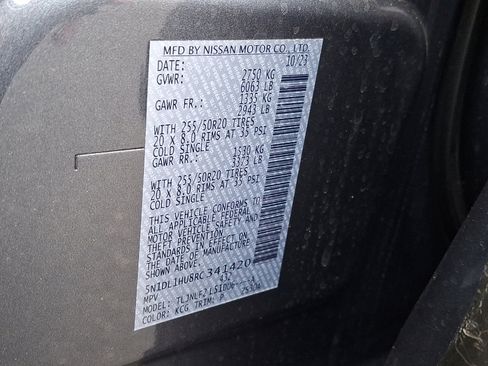 MFD BY NISSAN MOTOR CO., LTD.
DATE: 10/23
GVWR: 2750 KG
6063 LB
GAWR FR.: 1335 KG
2943 LB
WITH 255/50R20 TIRES
20 X 8.0 RIMS AT 35 PSI
COLD SINGLE
GAWR RR.: 1530 KG
3373 LB
WITH 255/50R20 TIRES
20 X 8.0 RIMS AT 35 PSI
COLD SINGLE
THIS VEHICLE CONFORMS TO
ALL APPLICABLE FEDERAL
MOTOR VEHICLE SAFETY AND
THEFT PREVENTION
STANDARDS IN EFFECT ON THE
DATE OF MANUFACTURE.
5N1DL1HU8RC341420
MPV 432
MODEL:
COLOR: KCG TRIM: P 25304